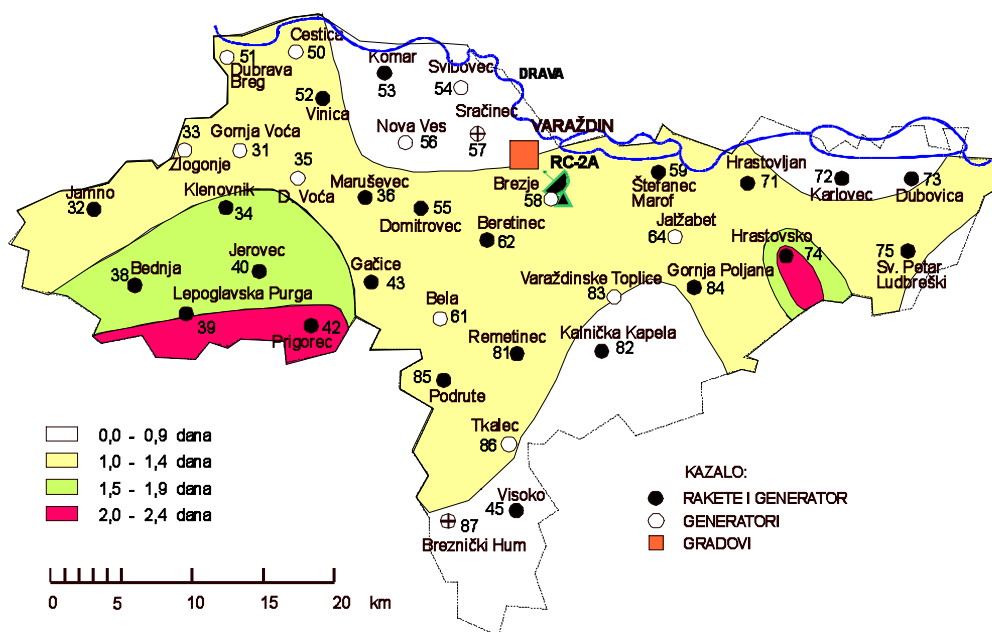 Cestica
50
51
Dubrava
Breg
Komar
53
Svibovec
54
DRAVA
52
Vinica
Sračinec
57
Nova Ves
56
VARAŽDIN
RC-2A
33
Zlogonje
Gornja Voća
31
35
D. Voća
Jamno
32
Klenovnik
34
Maruševec
36
55
Domitrovec
Brezje
58
59
Štefanec
Marof
Hrastovljan
71
72
Karlovec
73
Dubovica
Beretinec
62
Jalžabet
64
Hrastovsko
74
75
Sv. Petar
Ludbreški
38
Bednja
Jerovec
40
Gačice
43
Lepoglavska Purga
39
42
Prigorec
Varaždinske Toplice
83
Gornja Poljana
84
Bela
61
Remetinec
81
Kalnička Kapela
82
85
Podrute
Tkalec
86
Visoko
45
87
Breznički Hum
0,0 - 0,9 dana
1,0 - 1,4 dana
1,5 - 1,9 dana
2,0 - 2,4 dana
KAZALO:
RAKETE I GENERATOR
GENERATORI
GRADOVI
0 5 10 15 20 km